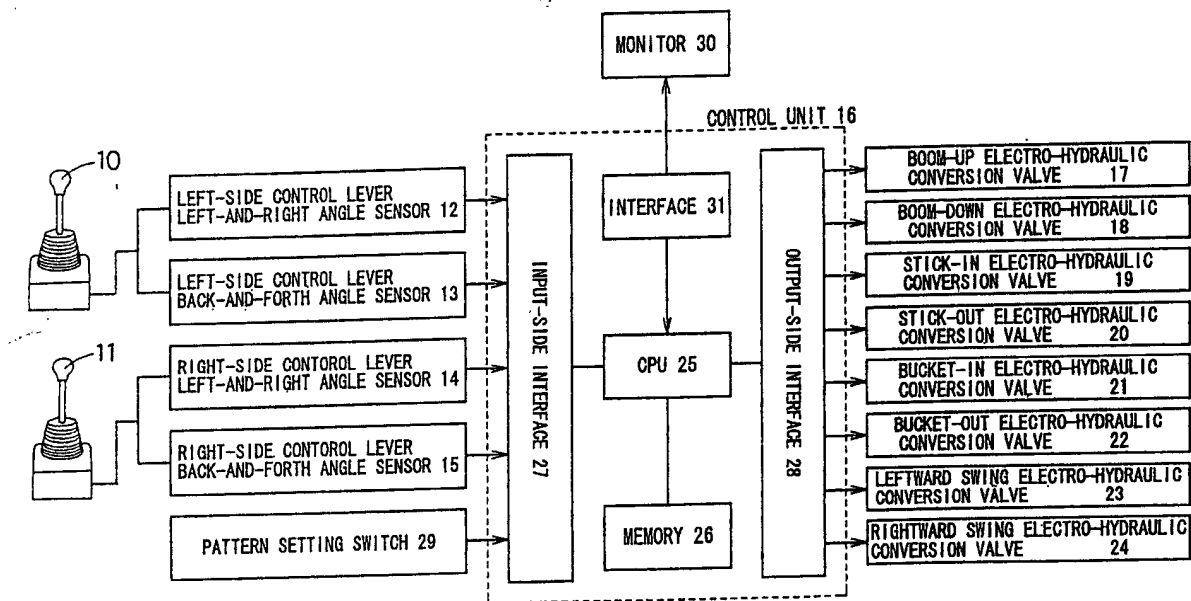 MONITOR 30
CONTROL UNIT 16
10
LEFT-SIDE CONTROL LEVER
LEFT-AND-RIGHT ANGLE SENSOR 12
LEFT-SIDE CONTROL LEVER
BACK-AND-FORTH ANGLE SENSOR 13
11
RIGHT-SIDE CONTOROL LEVER
LEFT-AND-RIGHT ANGLE SENSOR 14
RIGHT-SIDE CONTOROL LEVER
BACK-AND-FORTH ANGLE SENSOR 15
PATTERN SETTING SWITCH 29
INPUT-SIDE INTERFACE 27
INTERFACE 31
CPU 25
MEMORY 26
OUTPUT-SIDE INTERFACE 28
BOOM-UP ELECTRO-HYDRAULIC
CONVERSION VALVE 17
BOOM-DOWN ELECTRO-HYDRAULIC
CONVERSION VALVE 18
STICK-IN ELECTRO-HYDRAULIC
CONVERSION VALVE 19
STICK-OUT ELECTRO-HYDRAULIC
CONVERSION VALVE 20
BUCKET-IN ELECTRO-HYDRAULIC
CONVERSION VALVE 21
BUCKET-OUT ELECTRO-HYDRAULIC
CONVERSION VALVE 22
LEFTWARD SWING ELECTRO-HYDRAULIC
CONVERSION VALVE 23
RIGHTWARD SWING ELECTRO-HYDRAULIC
CONVERSION VALVE 24